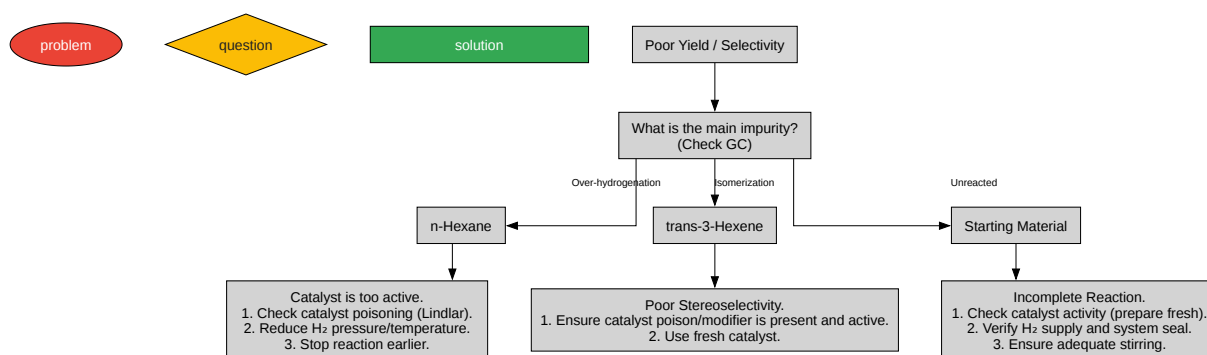 problem
question
solution
Poor Yield / Selectivity
What is the main impurity?
(Check GC)
Over-hydrogenation
Isomerization
Unreacted
n-Hexane
trans-3-Hexene
Starting Material
Catalyst is too active.
1. Check catalyst poisoning (Lindlar).
2. Reduce H₂ pressure/temperature.
3. Stop reaction earlier.
Poor Stereoselectivity.
1. Ensure catalyst poison/modifier is present and active.
2. Use fresh catalyst.
Incomplete Reaction.
1. Check catalyst activity (prepare fresh).
2. Verify H₂ supply and system seal.
3. Ensure adequate stirring.